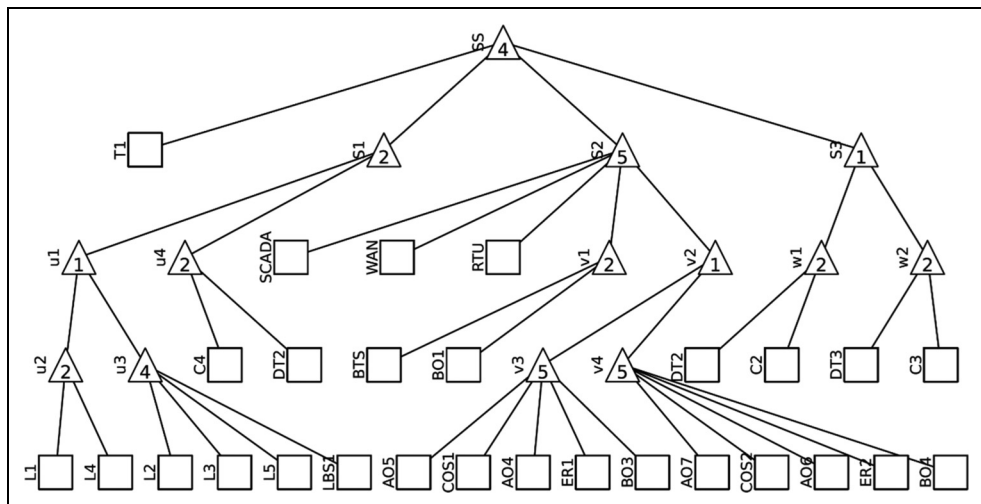 SS 4
T1 S1 2 S2 5 S3 1
u1 1 u4 2 SCADA WAN RTU v1 2 v2 1 w1 2 w2 2
u2 2 u3 4 C4 DT2 BTS BO1 v3 5 v4 5 DT2 C2 DT3 C3
L1 L4 L2 L3 L5 LBS1 AO5 COS1 AO4 ER1 BO3 AO7 COS2 AO6 ER2 BO4